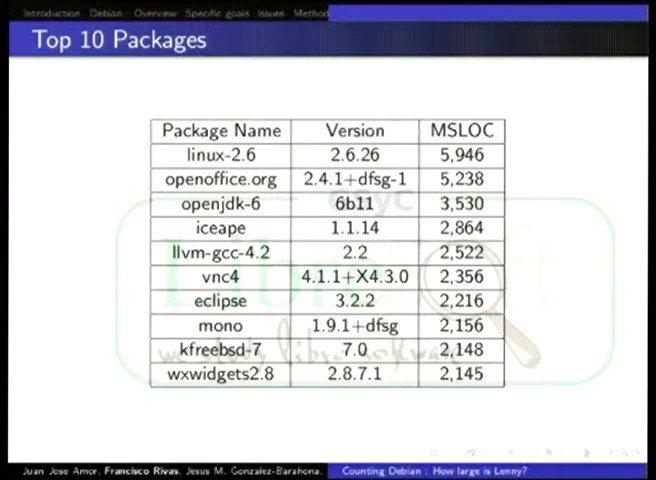 Introduction Debian : Overview Specific goals Issues Method
Top 10 Packages
Package Name Version MSLOC
linux-2.6 2.6.26 5,946
openoffice.org 2.4.1+dfsg-1 5,238
openjdk-6 6b11 3,530
iceape 1.1.14 2,864
llvm-gcc-4.2 2.2 2,522
vnc4 4.1.1+X4.3.0 2,356
eclipse 3.2.2 2,216
mono 1.9.1+dfsg 2,156
kfreebsd-7 7.0 2,148
wxwidgets2.8 2.8.7.1 2,145
we study libre software
Juan Jose Amor, Francisco Rivas, Jesus M. Gonzalez-Barahona. Counting Debian : How large is Lenny?